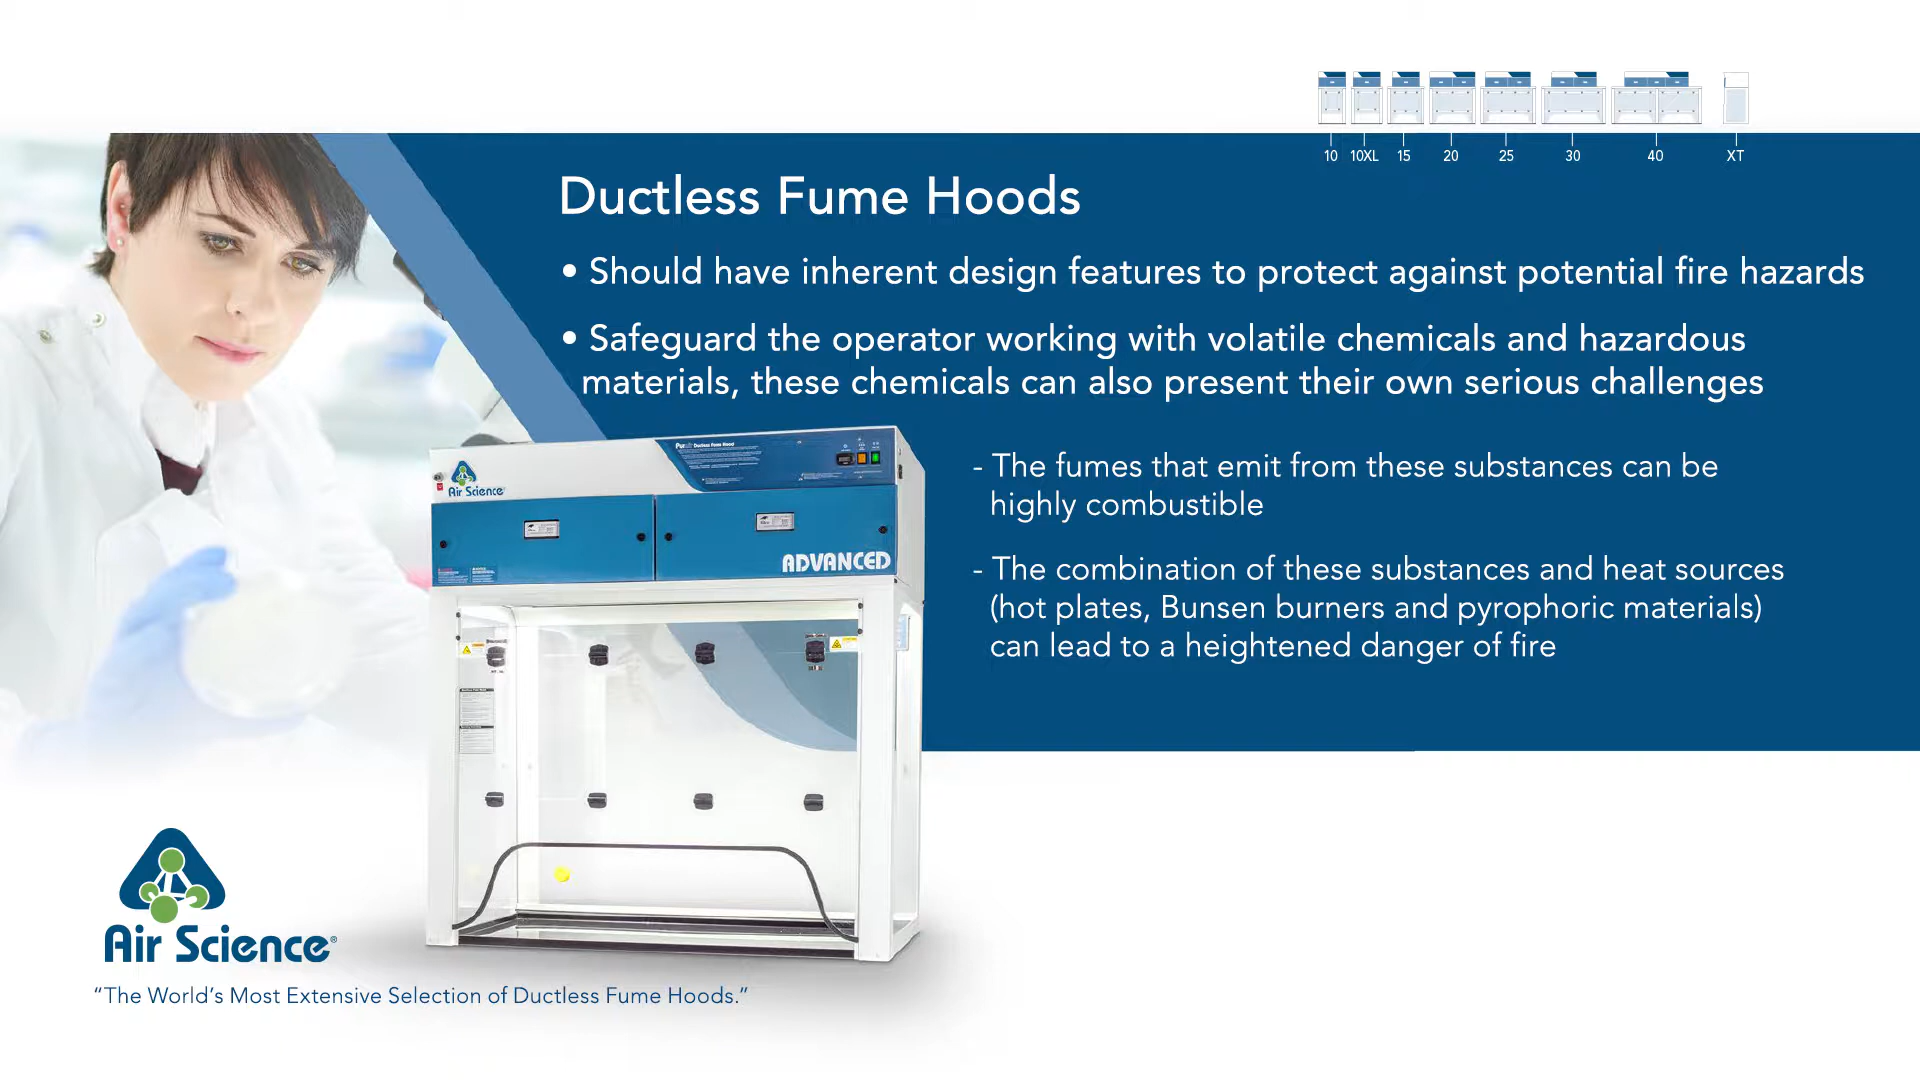 10 10XL 15 20 25 30 40 XT
Ductless Fume Hoods
• Should have inherent design features to protect against potential fire hazards
• Safeguard the operator working with volatile chemicals and hazardous
materials, these chemicals can also present their own serious challenges
- The fumes that emit from these substances can be
highly combustible
- The combination of these substances and heat sources
(hot plates, Bunsen burners and pyrophoric materials)
can lead to a heightened danger of fire
Purair Ductless Fume Hood
Air Science
ADVANCED
Air Science®
“The World’s Most Extensive Selection of Ductless Fume Hoods.”